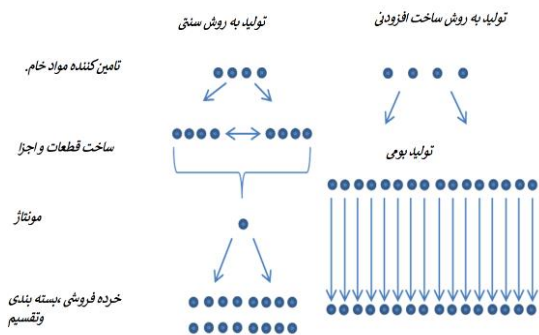 تولید به روش ساخت افزودنی
تولید به روش سنتی
تامین کننده مواد خام.
ساخت قطعات و اجزا
تولید بومی
مونتاژ
خرده فروشی ،بسته بندی
وتقسیم